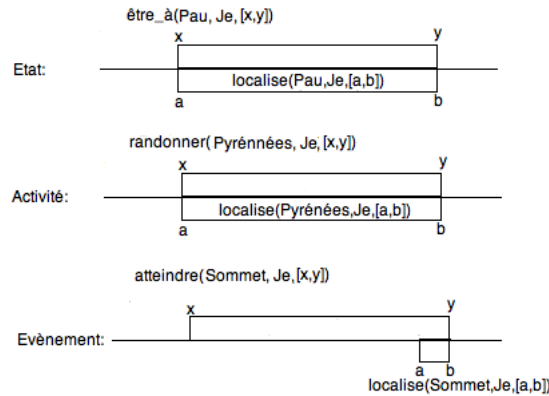 être_à(Pau, Je, [x,y])
x y
Etat:
localise(Pau,Je,[a,b])
a b
randonner( Pyrénnées, Je, [x,y])
x y
Activité:
localise(Pyrénées,Je,[a,b])
a b
atteindre(Sommet, Je, [x,y])
x y
Evènement:
a b
localise(Sommet,Je,[a,b])